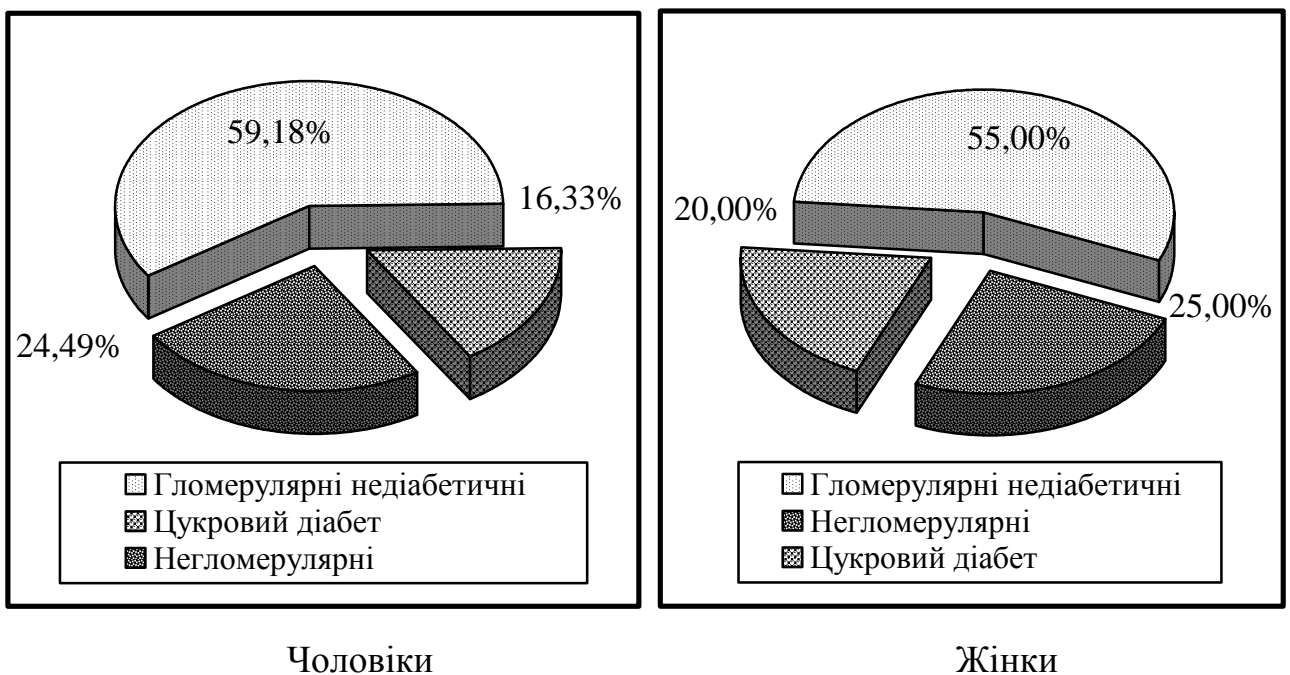 59,18%
16,33%
24,49%
Гломерулярні недіабетичні
Цукровий діабет
Негломерулярні
Чоловіки
55,00%
20,00%
25,00%
Гломерулярні недіабетичні
Негломерулярні
Цукровий діабет
Жінки